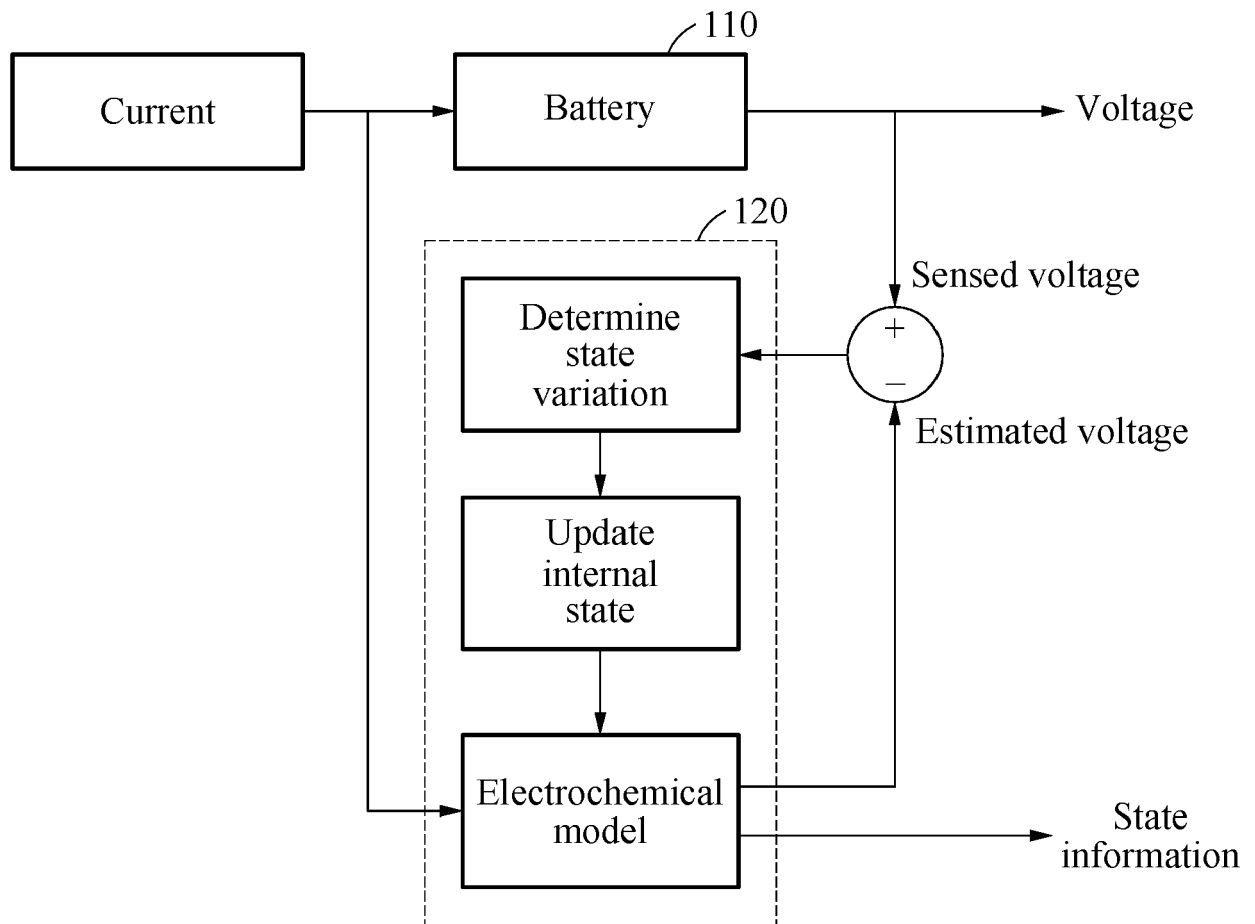 110
Current
Battery
Voltage
120
Sensed voltage
Determine
state
variation
+
−
Estimated voltage
Update
internal
state
Electrochemical
model
State
information